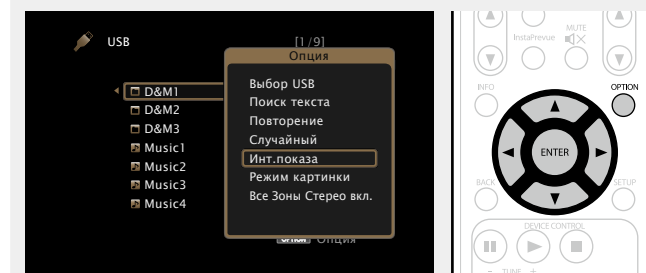 USB
[1/9]
Опция
D&M1
D&M2
D&M3
Music1
Music2
Music3
Music4
Выбор USB
Поиск текста
Повторение
Случайный
Инт.показа
Режим картинки
Все Зоны Стерео вкл.
OPTION Опция
InstaPrevue
MUTE
INFO
OPTION
ENTER
BACK
SETUP
DEVICE CONTROL
- TUNE +